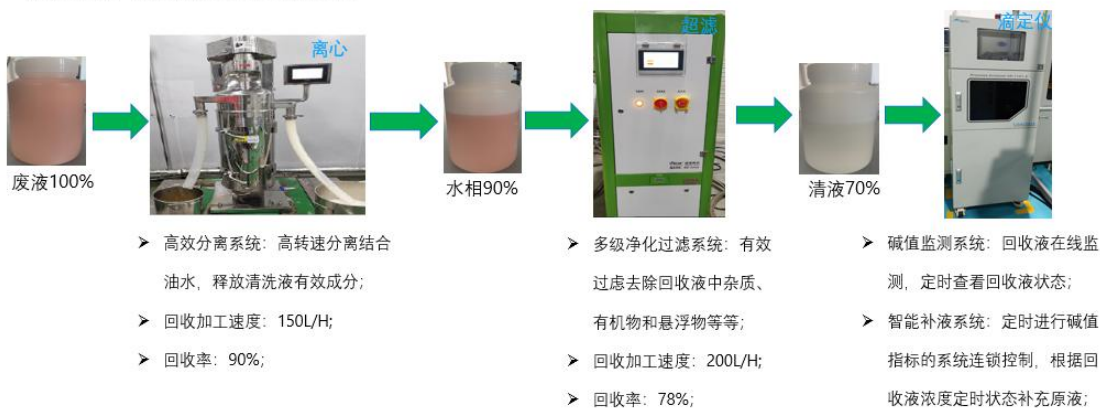 离心
超滤
滴定仪
废液100%
水相90%
清液70%
➢ 高效分离系统：高转速分离结合
油水，释放清洗液有效成分；
➢ 回收加工速度：150L/H;
➢ 回收率：90%;
➢ 多级净化过滤系统：有效
过虑去除回收液中杂质、
有机物和悬浮物等等；
➢ 回收加工速度：200L/H;
➢ 回收率：78%;
➢ 碱值监测系统：回收液在线监
测，定时查看回收液状态；
➢ 智能补液系统：定时进行碱值
指标的系统连锁控制，根据回
收液浓度定时状态补充原液；